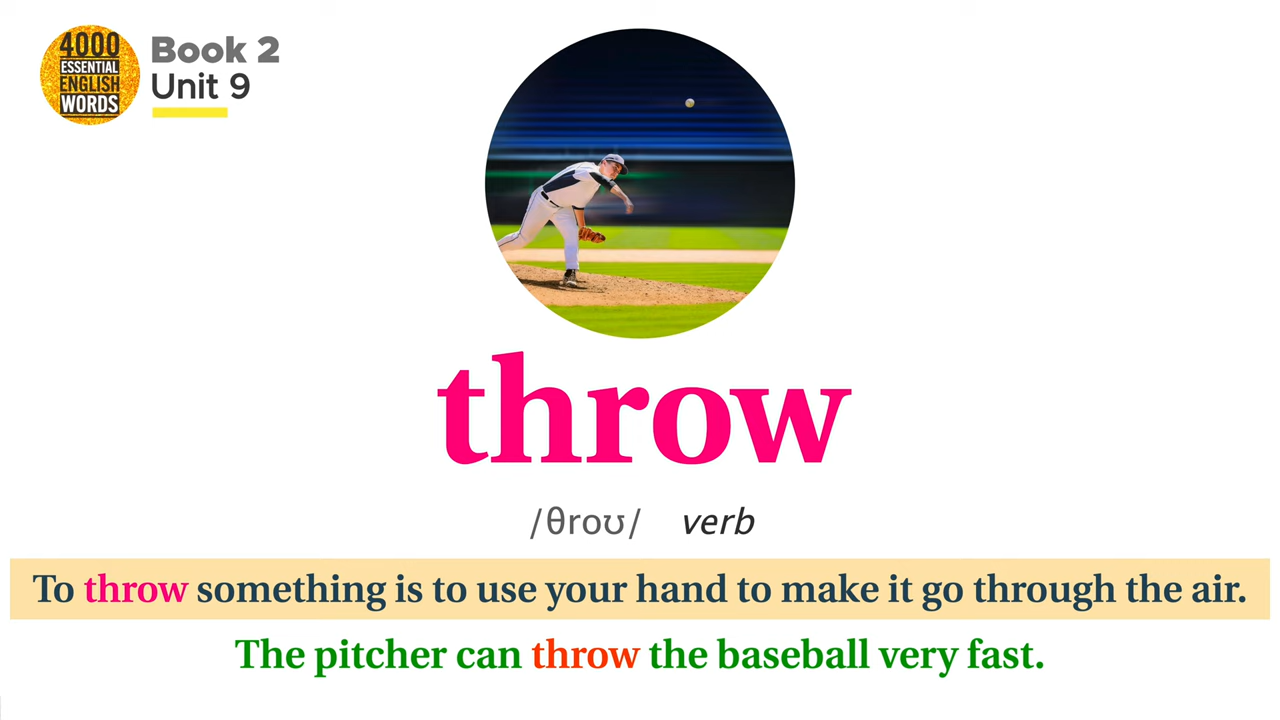 4000
ESSENTIAL
ENGLISH
WORDS
Book 2
Unit 9
throw
/θroʊ/ verb
To throw something is to use your hand to make it go through the air.
The pitcher can throw the baseball very fast.